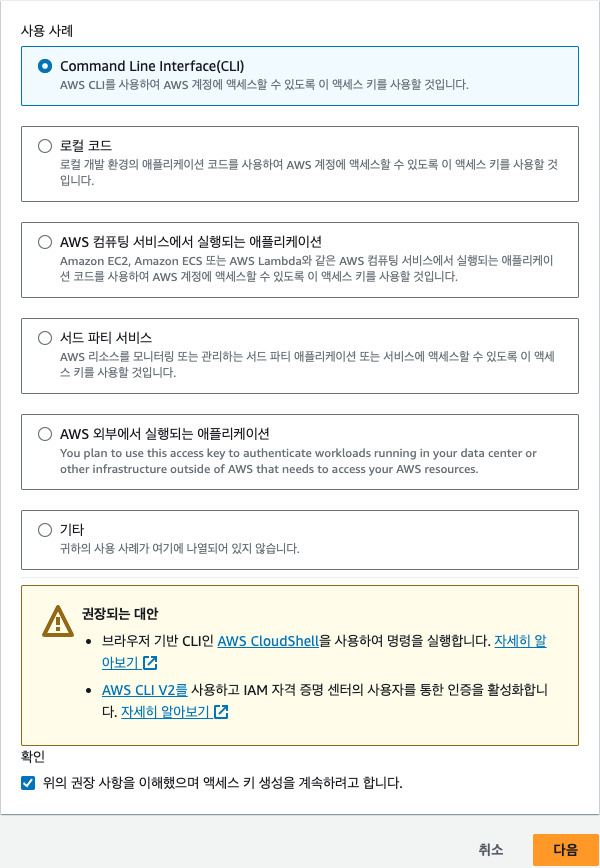 사용 사례
Command Line Interface(CLI)
AWS CLI를 사용하여 AWS 계정에 액세스할 수 있도록 이 액세스 키를 사용할 것입니다.
로컬 코드
로컬 개발 환경의 애플리케이션 코드를 사용하여 AWS 계정에 액세스할 수 있도록 이 액세스 키를 사용할 것
입니다.
AWS 컴퓨팅 서비스에서 실행되는 애플리케이션
Amazon EC2, Amazon ECS 또는 AWS Lambda와 같은 AWS 컴퓨팅 서비스에서 실행되는 애플리케이
션 코드를 사용하여 AWS 계정에 액세스할 수 있도록 이 액세스 키를 사용할 것입니다.
서드 파티 서비스
AWS 리소스를 모니터링 또는 관리하는 서드 파티 애플리케이션 또는 서비스에 액세스할 수 있도록 이 액세
스 키를 사용할 것입니다.
AWS 외부에서 실행되는 애플리케이션
You plan to use this access key to authenticate workloads running in your data center or
other infrastructure outside of AWS that needs to access your AWS resources.
기타
귀하의 사용 사례가 여기에 나열되어 있지 않습니다.
권장되는 대안
• 브라우저 기반 CLI인 AWS CloudShell을 사용하여 명령을 실행합니다. 자세히 알
아보기
• AWS CLI V2를 사용하고 IAM 자격 증명 센터의 사용자를 통한 인증을 활성화합니
다. 자세히 알아보기
확인
위의 권장 사항을 이해했으며 액세스 키 생성을 계속하려고 합니다.
취소 다음